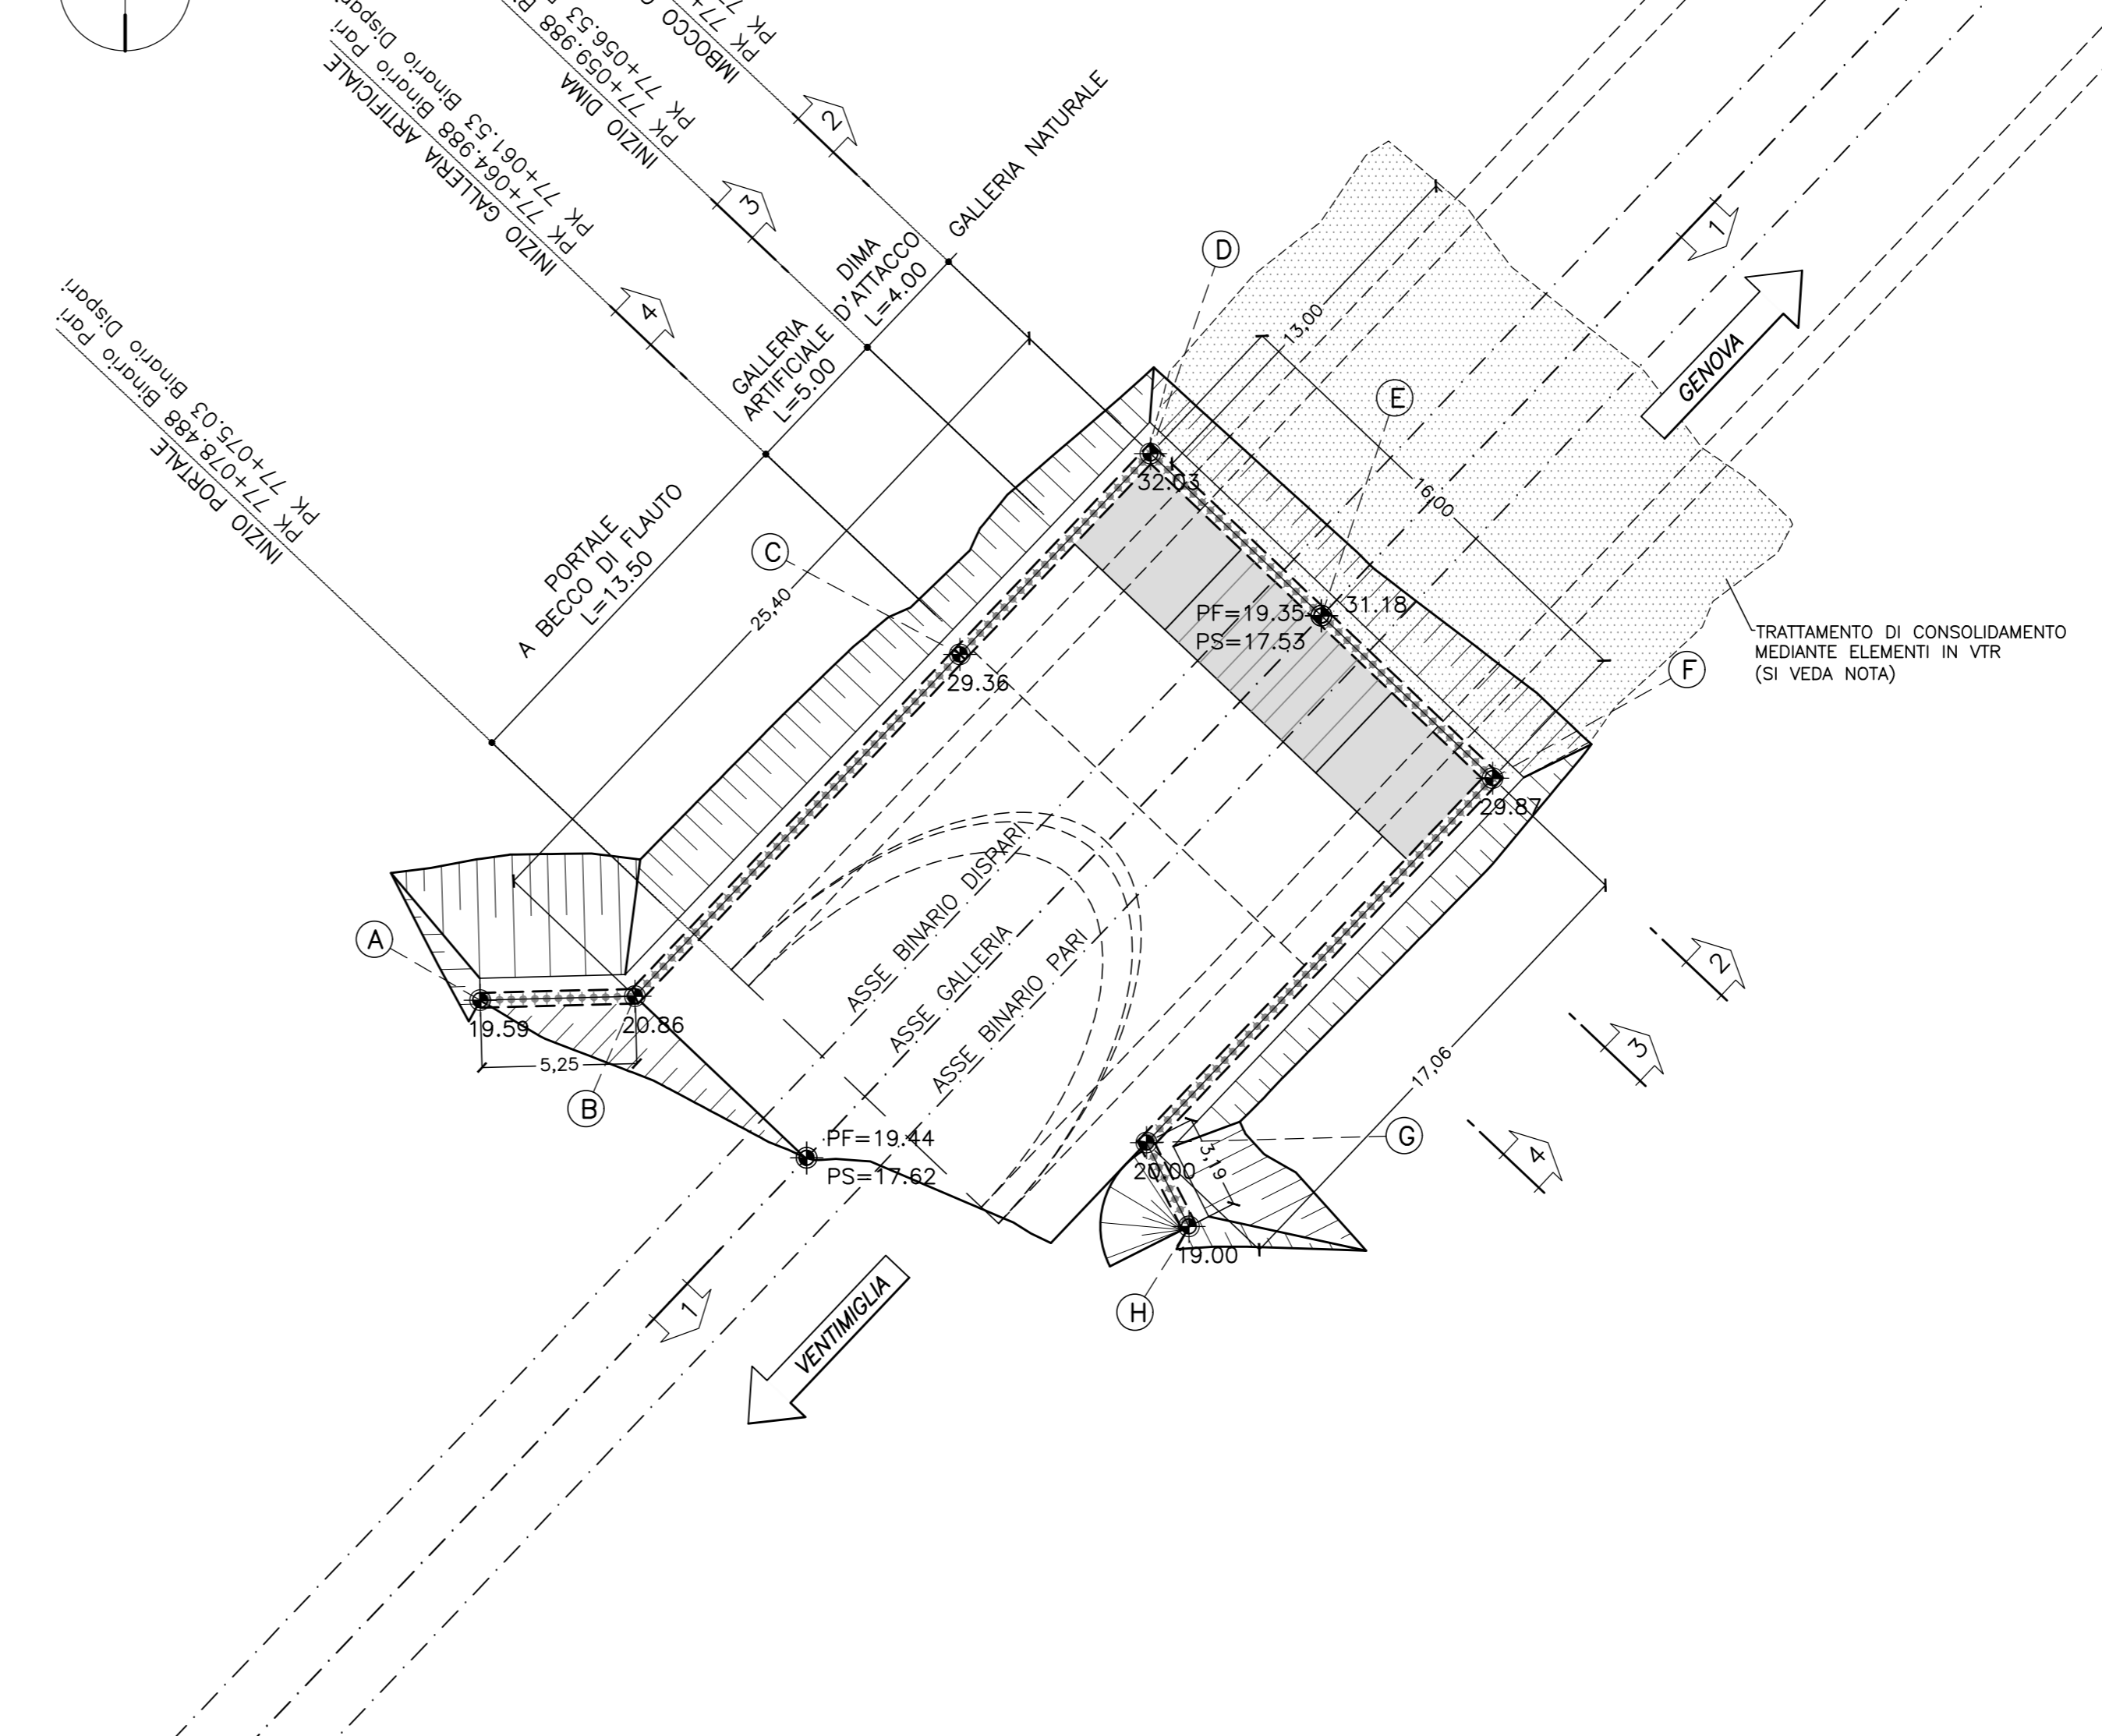 INIZIO PORTALE
PK 77+078.488 Binario Pari
PK 77+075.03 Binario Dispari
INIZIO GALLERIA ARTIFICIALE
PK 77+064.988 Binario Pari
PK 77+061.53 Binario Dispari
INIZIO DIMA
PK 77+059.988
PK 77+056.53
IMBOCCO
PK
PK
4
3
2
GALLERIA NATURALE
DIMA
D'ATTACCO
L=4.00
GALLERIA
ARTIFICIALE
L=5.00
PORTALE
A BECCO DI FLAUTO
L=13.50
25,40
13,00
16,00
1
GENOVA
D
E
C
F
32.03
PF=19.35
PS=17.53
31.18
29.36
29.87
TRATTAMENTO DI CONSOLIDAMENTO
MEDIANTE ELEMENTI IN VTR
(SI VEDA NOTA)
A
19.59
20.86
5,25
B
ASSE BINARIO DISPARI
ASSE GALLERIA
ASSE BINARIO PARI
PF=19.44
PS=17.62
2
3
4
17,06
G
20.00
3,19
19.00
H
1
VENTIMIGLIA